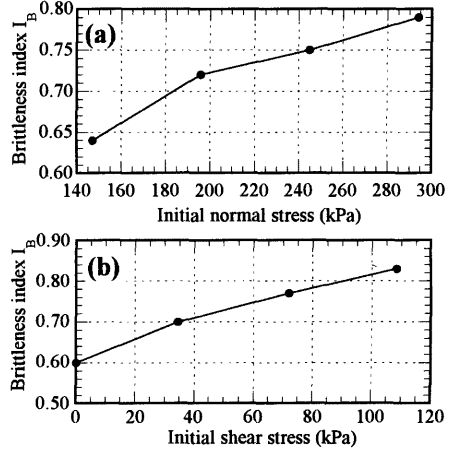 (a)
Brittleness index I_B
0.80
0.75
0.70
0.65
0.60
140 160 180 200 220 240 260 280 300
Initial normal stress (kPa)
(b)
Brittleness index I_B
0.90
0.80
0.70
0.60
0.50
0 20 40 60 80 100 120
Initial shear stress (kPa)